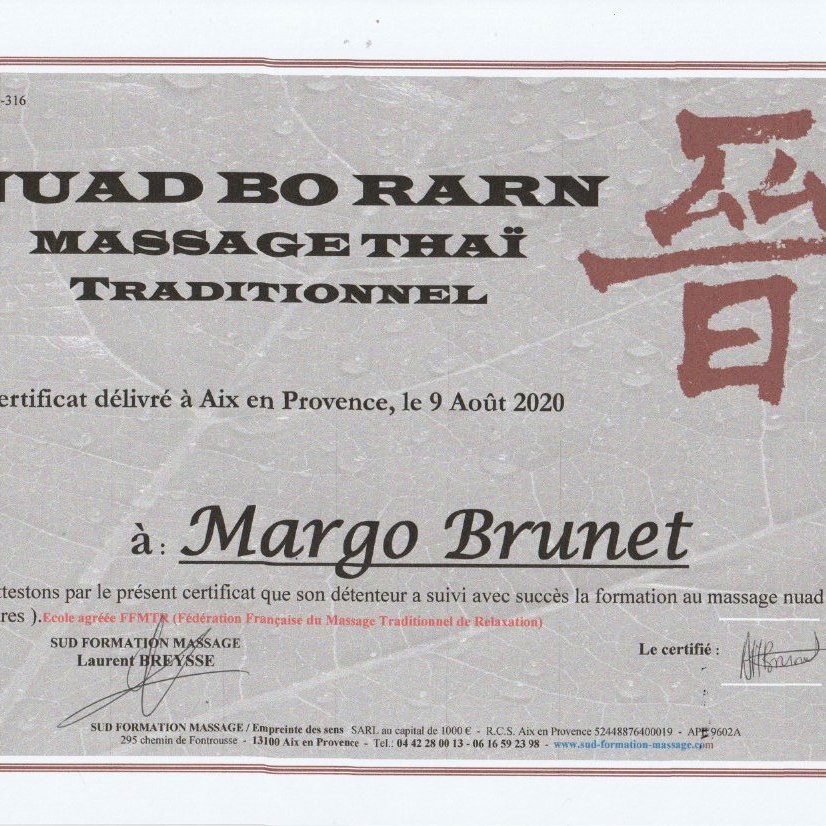 -316
NUAD BO RARN
MASSAGE THAÏ
TRADITIONNEL
晉
ertificat délivré à Aix en Provence, le 9 Août 2020
à : Margo Brunet
ttestons par le présent certificat que son détenteur a suivi avec succès la formation au massage nuad
res ).Ecole agréée FFMTR (Fédération Française du Massage Traditionnel de Relaxation)
SUD FORMATION MASSAGE
Laurent BREYSSE
Le certifié :
SUD FORMATION MASSAGE / Empreinte des sens SARL au capital de 1000 € - R.C.S. Aix en Provence 52448876400019 - APE 9602A
295 chemin de Fontrousse - 13100 Aix en Provence - Tel.: 04 42 28 00 13 - 06 16 59 23 98 - www.sud-formation-massage.com